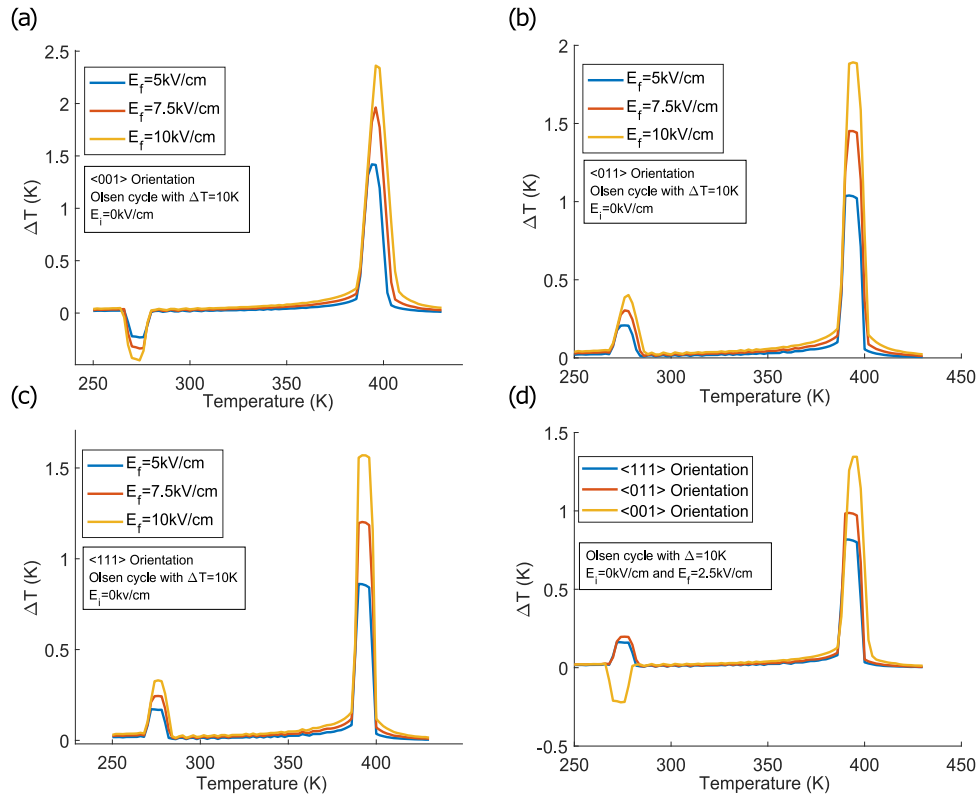 (a)
2.5
2
1.5
1
0.5
0
ΔT (K)
E_f=5kV/cm
E_f=7.5kV/cm
E_f=10kV/cm
<001> Orientation
Olsen cycle with ΔT=10K
E_i=0kV/cm
250 300 350 400
Temperature (K)
(b)
2
1.5
1
0.5
0
ΔT (K)
E_f=5kV/cm
E_f=7.5kV/cm
E_f=10kV/cm
<011> Orientation
Olsen cycle with ΔT=10K
E_i=0kV/cm
250 300 350 400 450
Temperature (K)
(c)
1.5
1
0.5
0
ΔT (K)
E_f=5kV/cm
E_f=7.5kV/cm
E_f=10kV/cm
<111> Orientation
Olsen cycle with ΔT=10K
E_i=0kv/cm
250 300 350 400
Temperature (K)
(d)
1.5
1
0.5
0
-0.5
ΔT (K)
<111> Orientation
<011> Orientation
<001> Orientation
Olsen cycle with Δ=10K
E_i=0kV/cm and E_f=2.5kV/cm
250 300 350 400 450
Temperature (K)